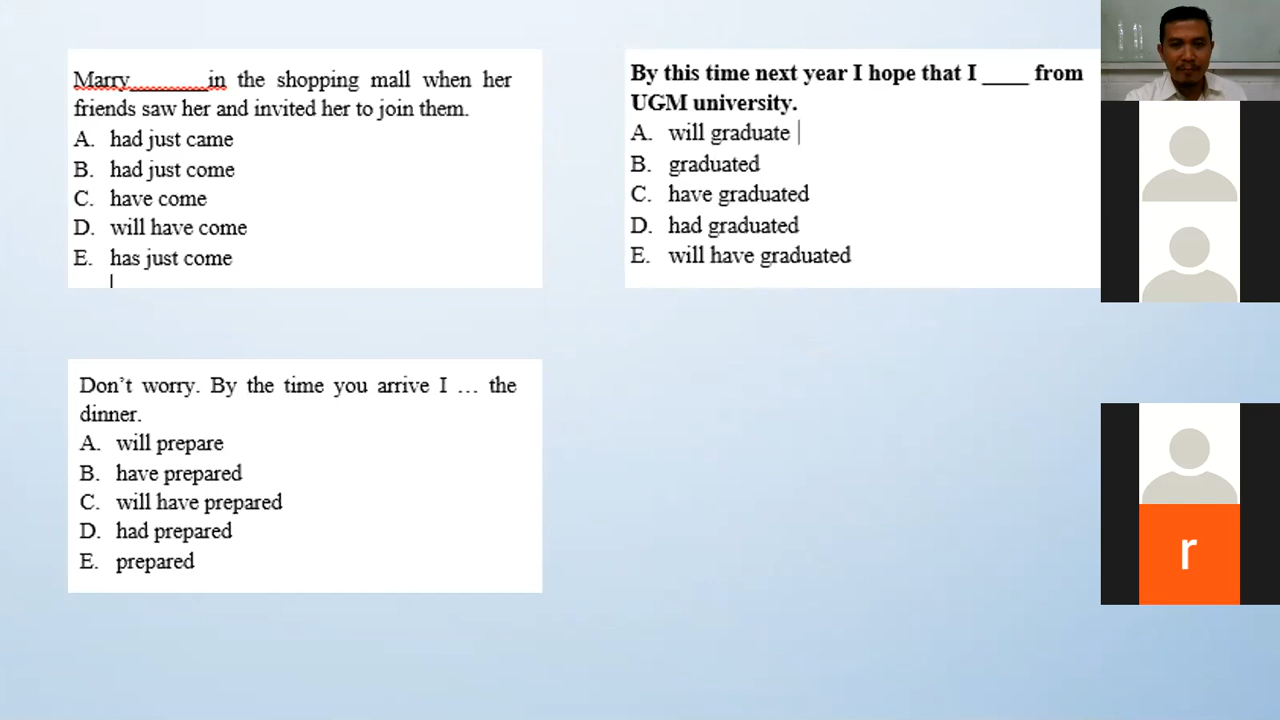 Marry________in the shopping mall when her
friends saw her and invited her to join them.
A. had just came
B. had just come
C. have come
D. will have come
E. has just come
By this time next year I hope that I ____ from
UGM university.
A. will graduate
B. graduated
C. have graduated
D. had graduated
E. will have graduated
Don’t worry. By the time you arrive I … the
dinner.
A. will prepare
B. have prepared
C. will have prepared
D. had prepared
E. prepared
r